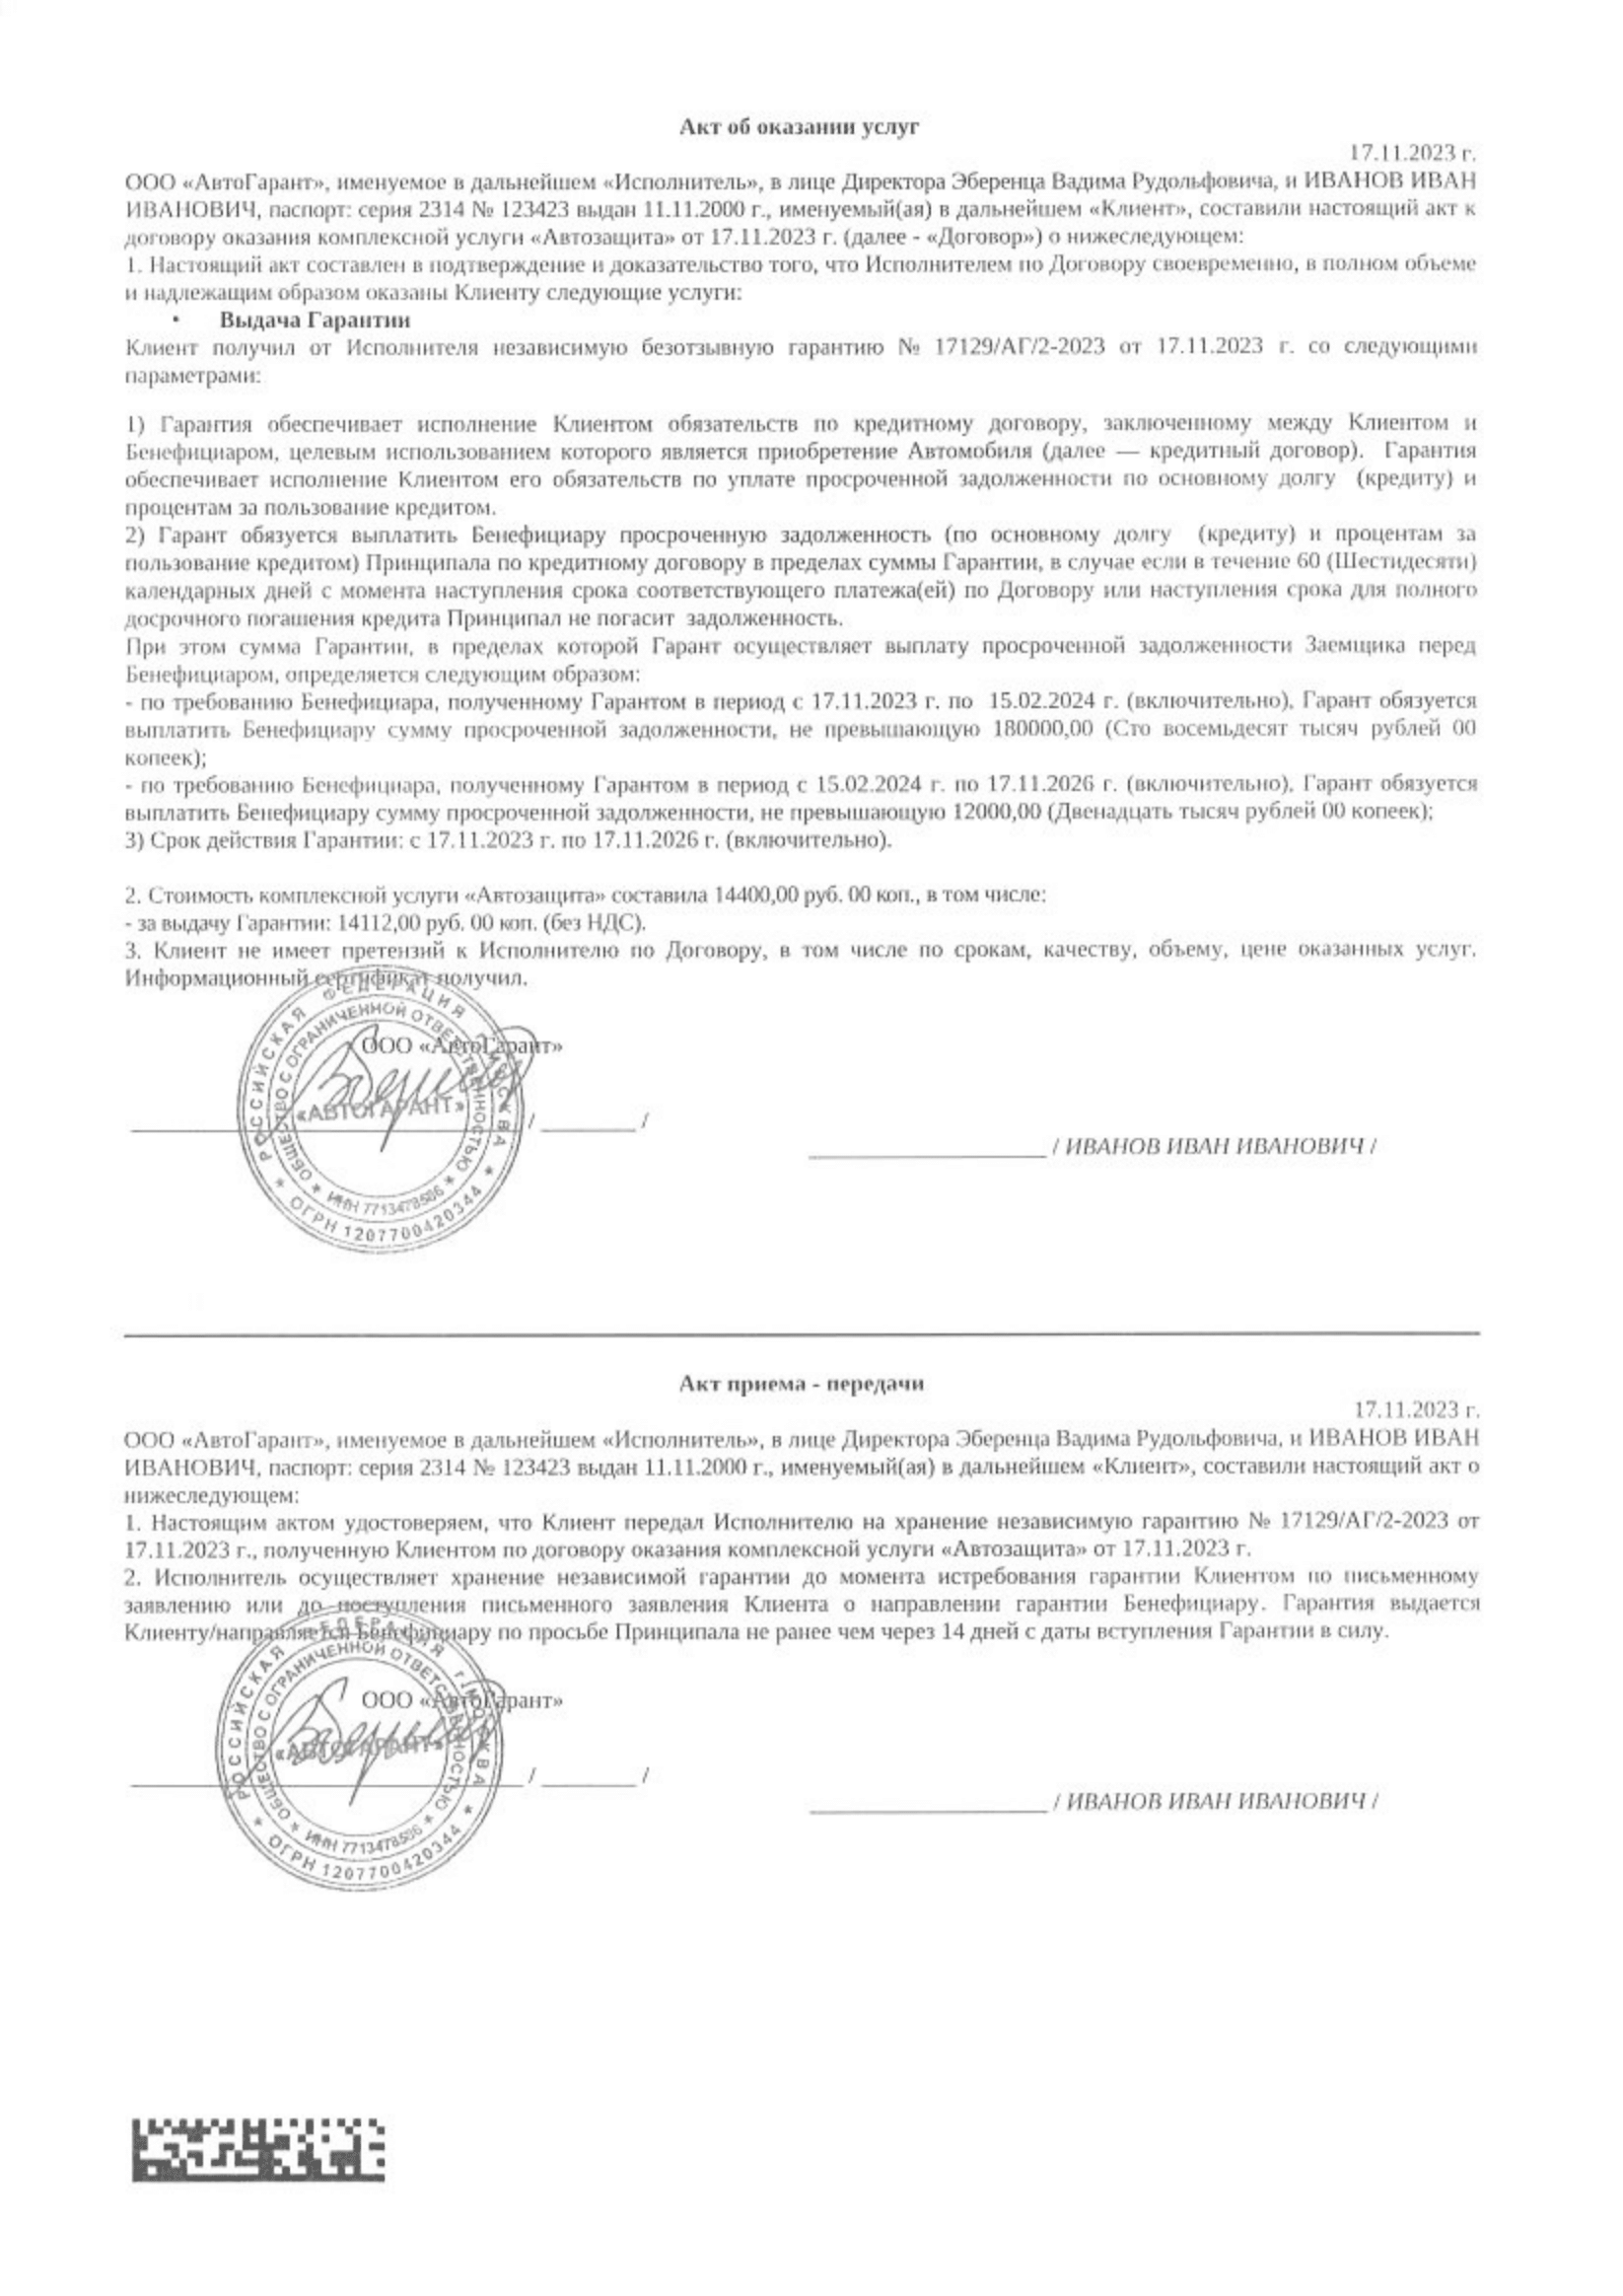 Акт об оказании услуг
17.11.2023 г.
ООО «АвтоГарант», именуемое в дальнейшем «Исполнитель», в лице Директора Эберенца Вадима Рудольфовича, и ИВАНОВ ИВАН
ИВАНОВИЧ, паспорт: серия 2314 № 123423 выдан 11.11.2000 г., именуемый(ая) в дальнейшем «Клиент», составили настоящий акт к
договору оказания комплексной услуги «Автозащита» от 17.11.2023 г. (далее - «Договор») о нижеследующем:
1. Настоящий акт составлен в подтверждение и доказательство того, что Исполнителем по Договору своевременно, в полном объеме
и надлежащим образом оказаны Клиенту следующие услуги:
• Выдача Гарантии
Клиент получил от Исполнителя независимую безотзывную гарантию № 17129/АГ/2-2023 от 17.11.2023 г. со следующими
параметрами:
1) Гарантия обеспечивает исполнение Клиентом обязательств по кредитному договору, заключенному между Клиентом и
Бенефициаром, целевым использованием которого является приобретение Автомобиля (далее — кредитный договор). Гарантия
обеспечивает исполнение Клиентом его обязательств по уплате просроченной задолженности по основному долгу (кредиту) и
процентам за пользование кредитом.
2) Гарант обязуется выплатить Бенефициару просроченную задолженность (по основному долгу (кредиту) и процентам за
пользование кредитом) Принципала по кредитному договору в пределах суммы Гарантии, в случае если в течение 60 (Шестидесяти)
календарных дней с момента наступления срока соответствующего платежа(ей) по Договору или наступления срока для полного
досрочного погашения кредита Принципал не погасит задолженность.
При этом сумма Гарантии, в пределах которой Гарант осуществляет выплату просроченной задолженности Заемщика перед
Бенефициаром, определяется следующим образом:
- по требованию Бенефициара, полученному Гарантом в период с 17.11.2023 г. по 15.02.2024 г. (включительно), Гарант обязуется
выплатить Бенефициару сумму просроченной задолженности, не превышающую 180000,00 (Сто восемьдесят тысяч рублей 00
копеек);
- по требованию Бенефициара, полученному Гарантом в период с 15.02.2024 г. по 17.11.2026 г. (включительно), Гарант обязуется
выплатить Бенефициару сумму просроченной задолженности, не превышающую 12000,00 (Двенадцать тысяч рублей 00 копеек);
3) Срок действия Гарантии: с 17.11.2023 г. по 17.11.2026 г. (включительно).
2. Стоимость комплексной услуги «Автозащита» составила 14400,00 руб. 00 коп., в том числе:
- за выдачу Гарантии: 14112,00 руб. 00 коп. (без НДС).
3. Клиент не имеет претензий к Исполнителю по Договору, в том числе по срокам, качеству, объему, цене оказанных услуг.
Информационный сертификат получил.
ООО «АвтоГарант»
РОССИЙСКАЯ ФЕДЕРАЦИЯ г. МОСКВА * ОГРН 1207700420344 *
ОБЩЕСТВО С ОГРАНИЧЕННОЙ ОТВЕТСТВЕННОСТЬЮ * ИНН 7713478586 *
«АВТОГАРАНТ»
/ ________ /
____________________ / ИВАНОВ ИВАН ИВАНОВИЧ /
Акт приема - передачи
17.11.2023 г.
ООО «АвтоГарант», именуемое в дальнейшем «Исполнитель», в лице Директора Эберенца Вадима Рудольфовича, и ИВАНОВ ИВАН
ИВАНОВИЧ, паспорт: серия 2314 № 123423 выдан 11.11.2000 г., именуемый(ая) в дальнейшем «Клиент», составили настоящий акт о
нижеследующем:
1. Настоящим актом удостоверяем, что Клиент передал Исполнителю на хранение независимую гарантию № 17129/АГ/2-2023 от
17.11.2023 г., полученную Клиентом по договору оказания комплексной услуги «Автозащита» от 17.11.2023 г.
2. Исполнитель осуществляет хранение независимой гарантии до момента истребования гарантии Клиентом по письменному
заявлению или до поступления письменного заявления Клиента о направлении гарантии Бенефициару. Гарантия выдается
Клиенту/направляется Бенефициару по просьбе Принципала не ранее чем через 14 дней с даты вступления Гарантии в силу.
ООО «АвтоГарант»
РОССИЙСКАЯ ФЕДЕРАЦИЯ г. МОСКВА * ОГРН 1207700420344 *
ОБЩЕСТВО С ОГРАНИЧЕННОЙ ОТВЕТСТВЕННОСТЬЮ * ИНН 7713478586 *
«АВТОГАРАНТ»
/ ________ /
____________________ / ИВАНОВ ИВАН ИВАНОВИЧ /